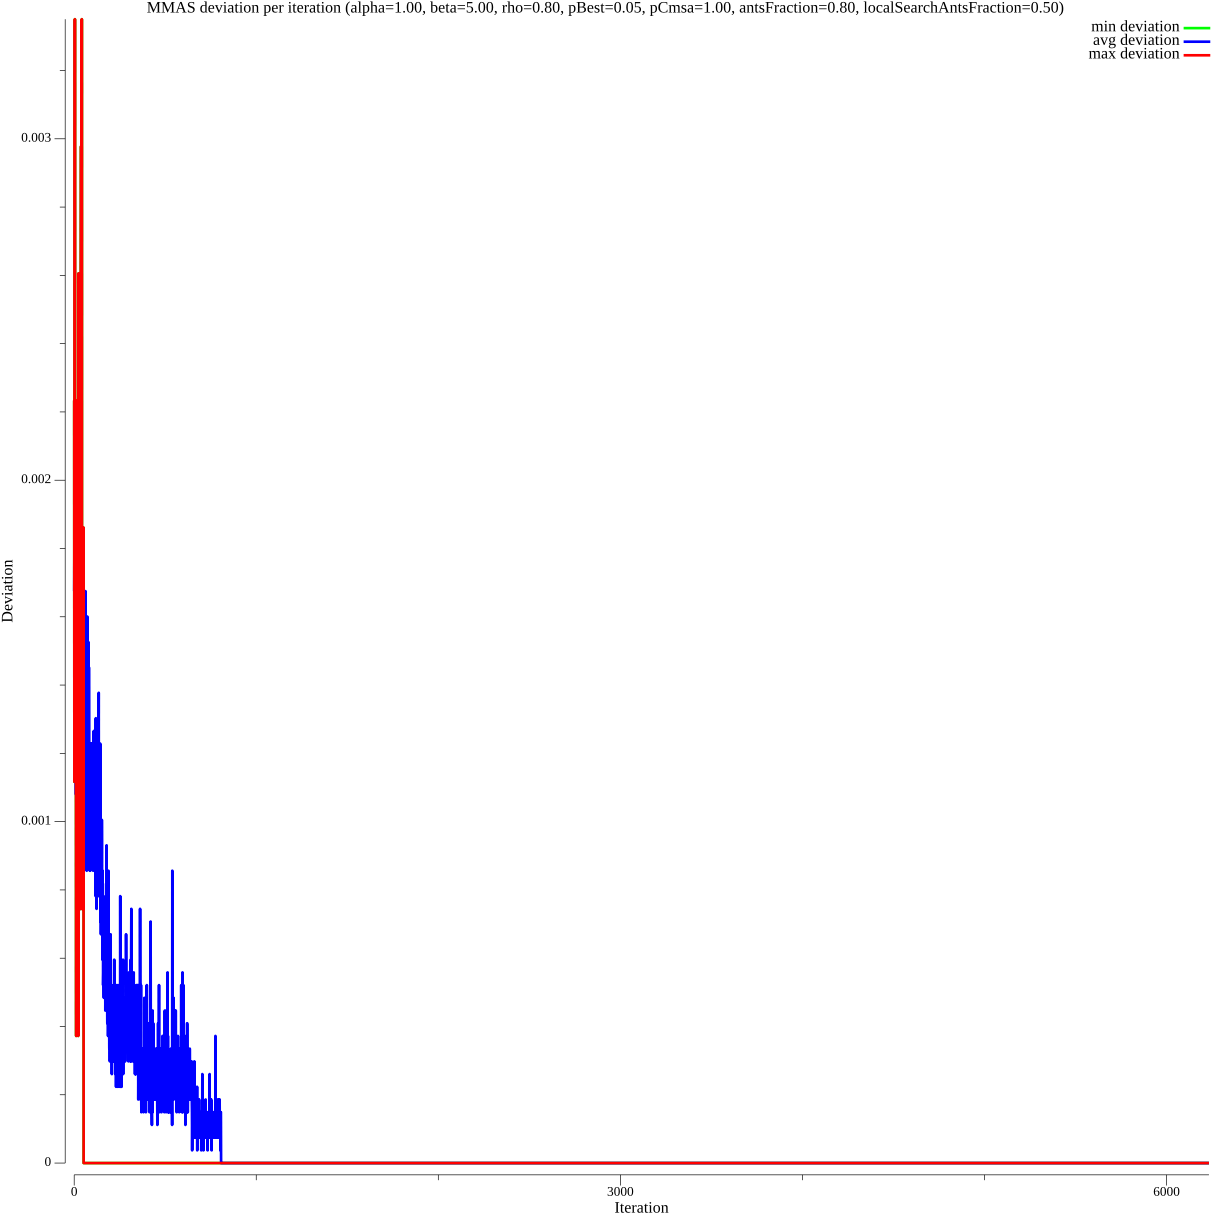 MMAS deviation per iteration (alpha=1.00, beta=5.00, rho=0.80, pBest=0.05, pCmsa=1.00, antsFraction=0.80, localSearchAntsFraction=0.50)
min deviation
avg deviation
max deviation
0.003
0.002
Deviation
0.001
0
0 3000 6000
Iteration